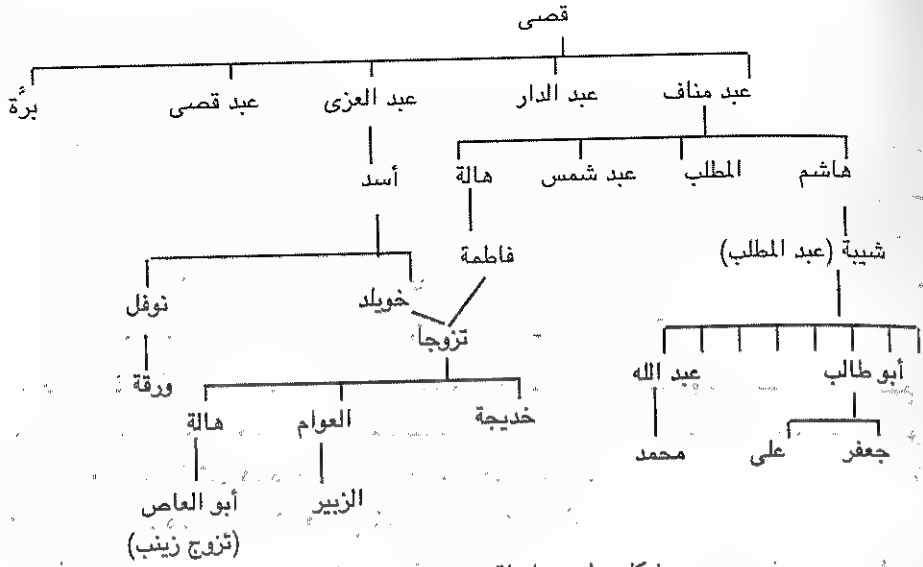 قصى
عبد مناف عبد الدار عبد العزى عبد قصى برَّة
هاشم المطلب عبد شمس هالة أسد
شيبة (عبد المطلب) فاطمة
خويلد نوفل
تزوجا
أبو طالب عبد الله ورقة
خديجة العوام هالة
جعفر على محمد
الزبير أبو العاص
(تزوج زينب)